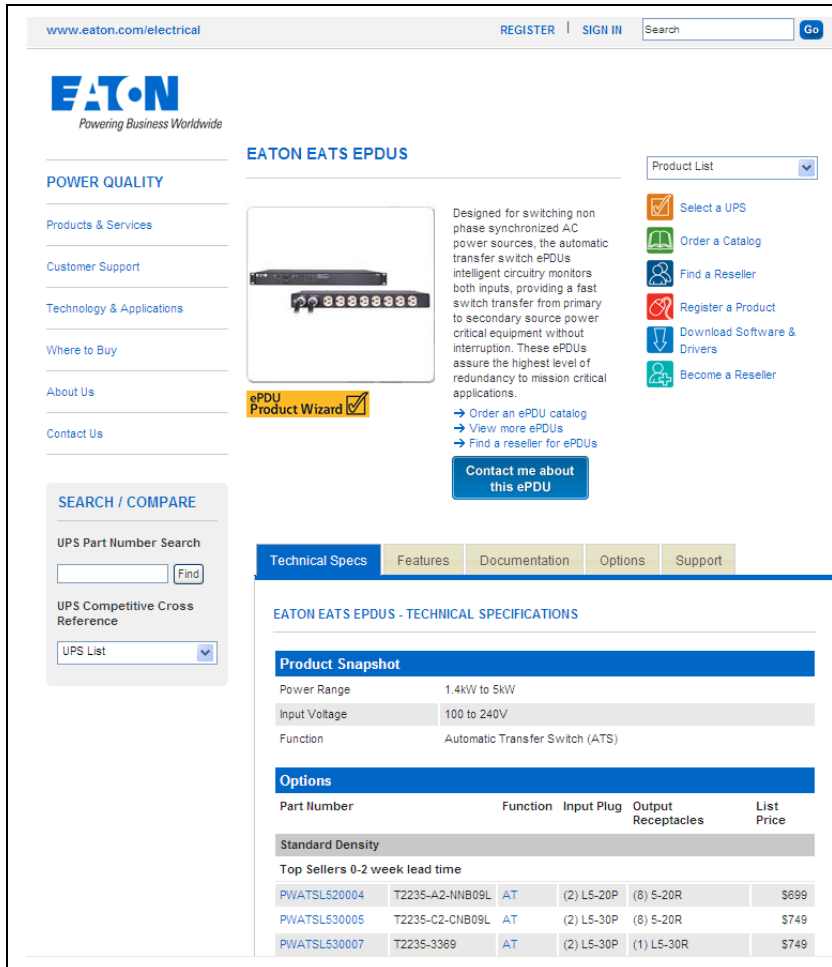 www.eaton.com/electrical
REGISTER | SIGN IN
Search
Go
EATON
Powering Business Worldwide
POWER QUALITY
Products & Services
Customer Support
Technology & Applications
Where to Buy
About Us
Contact Us
SEARCH / COMPARE
UPS Part Number Search
Find
UPS Competitive Cross
Reference
UPS List
EATON EATS EPDUS
ePDU
Product Wizard
Designed for switching non
phase synchronized AC
power sources, the automatic
transfer switch ePDUs
intelligent circuitry monitors
both inputs, providing a fast
switch transfer from primary
to secondary source power
critical equipment without
interruption. These ePDUs
assure the highest level of
redundancy to mission critical
applications.
→ Order an ePDU catalog
→ View more ePDUs
→ Find a reseller for ePDUs
Contact me about
this ePDU
Product List
Select a UPS
Order a Catalog
Find a Reseller
Register a Product
Download Software &
Drivers
Become a Reseller
Technical Specs Features Documentation Options Support
EATON EATS EPDUS - TECHNICAL SPECIFICATIONS
Product Snapshot
Power Range 1.4kW to 5kW
Input Voltage 100 to 240V
Function Automatic Transfer Switch (ATS)
Options
Part Number Function Input Plug Output Receptacles List Price
Standard Density
Top Sellers 0-2 week lead time
PWATSL520004 T2235-A2-NNB09L AT (2) L5-20P (8) 5-20R $699
PWATSL530005 T2235-C2-CNB09L AT (2) L5-30P (8) 5-20R $749
PWATSL530007 T2235-3369 AT (2) L5-30P (1) L5-30R $749